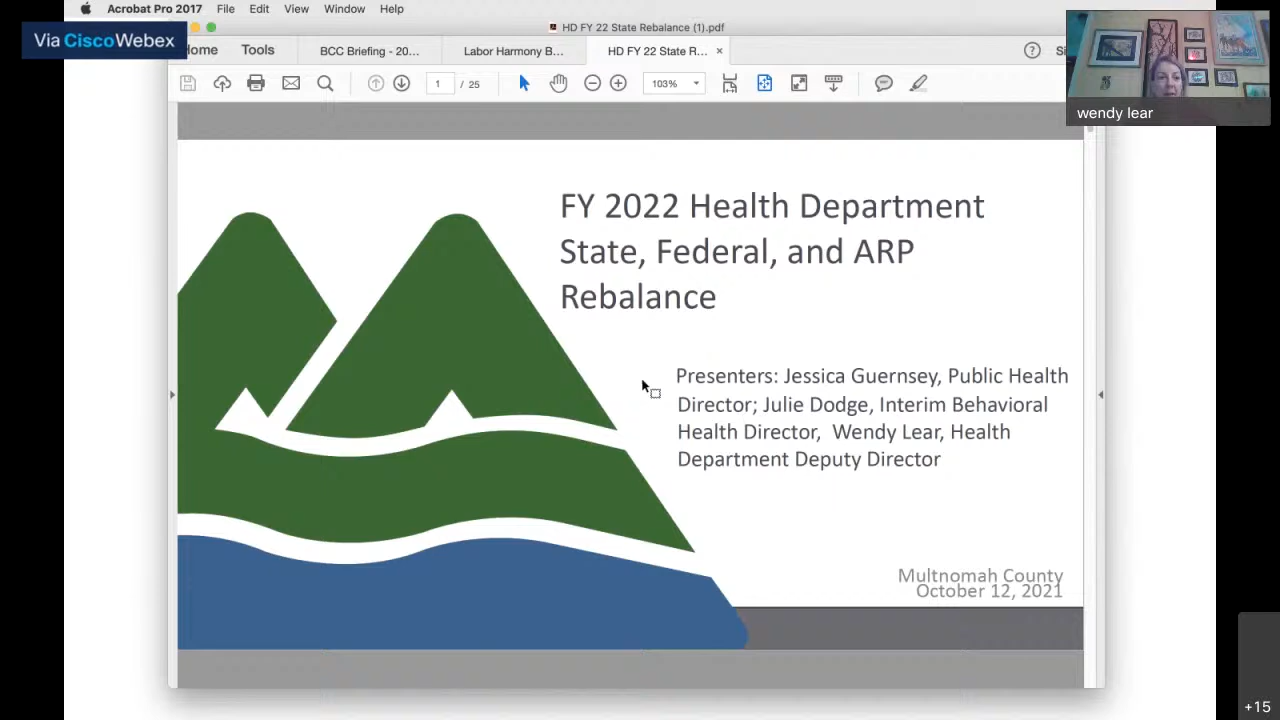 Acrobat Pro 2017 File Edit View Window Help
Via CiscoWebex
HD FY 22 State Rebalance (1).pdf
Home Tools BCC Briefing - 20... Labor Harmony B... HD FY 22 State R... × ?
1 / 25 103%
wendy lear
FY 2022 Health Department
State, Federal, and ARP
Rebalance
Presenters: Jessica Guernsey, Public Health
Director; Julie Dodge, Interim Behavioral
Health Director, Wendy Lear, Health
Department Deputy Director
Multnomah County
October 12, 2021
+15